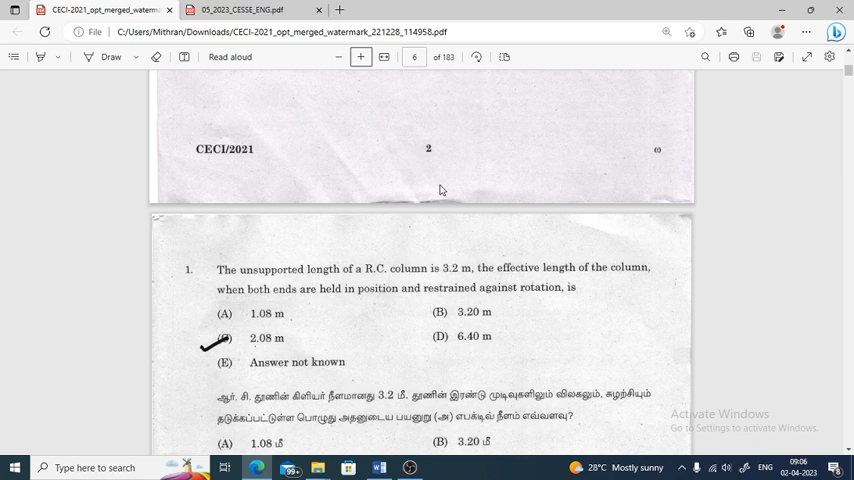 CECI-2021_opt_merged_waterma
05_2023_CESSE_ENG.pdf
File
C:/Users/Mithran/Downloads/CECI-2021_opt_merged_watermark_221228_114958.pdf
Draw
Read aloud
6
of 183
CECI/2021
2
ω
1. The unsupported length of a R.C. column is 3.2 m, the effective length of the column,
when both ends are held in position and restrained against rotation, is
(A) 1.08 m
(B) 3.20 m
(C) 2.08 m
(D) 6.40 m
(E) Answer not known
ஆர். சி. தூணின் கிளியர் நீளமானது 3.2 மீ. தூணின் இரண்டு முடிவுகளிலும் விலகலும், சுழற்சியும்
தடுக்கப்பட்டுள்ள பொழுது அதனுடைய பயனுறு (அ) எபக்டிவ் நீளம் எவ்வளவு?
(A) 1.08 மீ
(B) 3.20 மீ
Activate Windows
Go to Settings to activate Windows.
Type here to search
99+
28°C Mostly sunny
ENG
09:06
02-04-2023
8